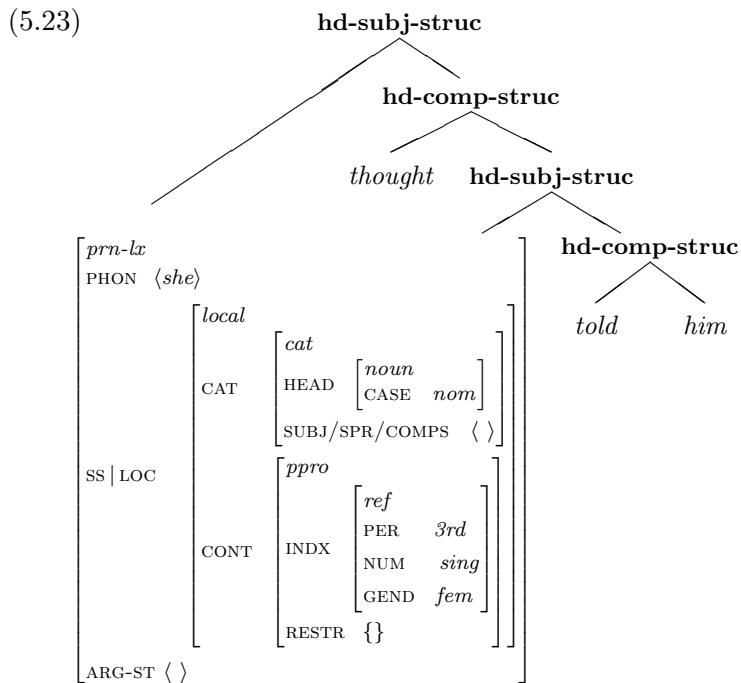 (5.23)
hd-subj-struc
hd-comp-struc
thought hd-subj-struc
hd-comp-struc
told him
prn-lx
PHON ⟨she⟩
local
cat
HEAD noun
CASE nom
CAT
SUBJ/SPR/COMPS ⟨ ⟩
SS | LOC
ppro
ref
PER 3rd
INDX
NUM sing
GEND fem
CONT
RESTR {}
ARG-ST ⟨ ⟩